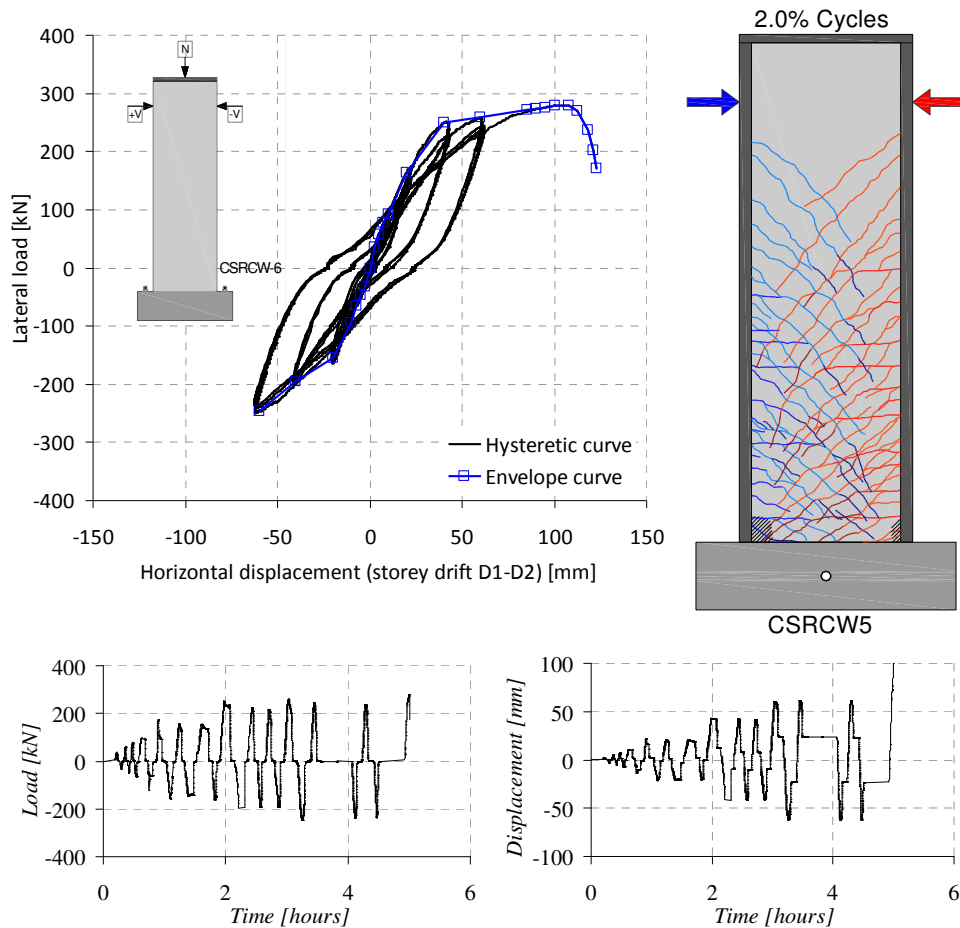 400
300
200
100
0
-100
-200
-300
-400
-150
-100
-50
0
50
100
150
Lateral load [kN]
Horizontal displacement (storey drift D1-D2) [mm]
N
+V
-V
CSRCW-6
Hysteretic curve
Envelope curve
2.0% Cycles
CSRCW5
400
200
0
-200
-400
0
2
4
6
Load [kN]
Time [hours]
100
50
0
-50
-100
0
2
4
6
Displacement [mm]
Time [hours]